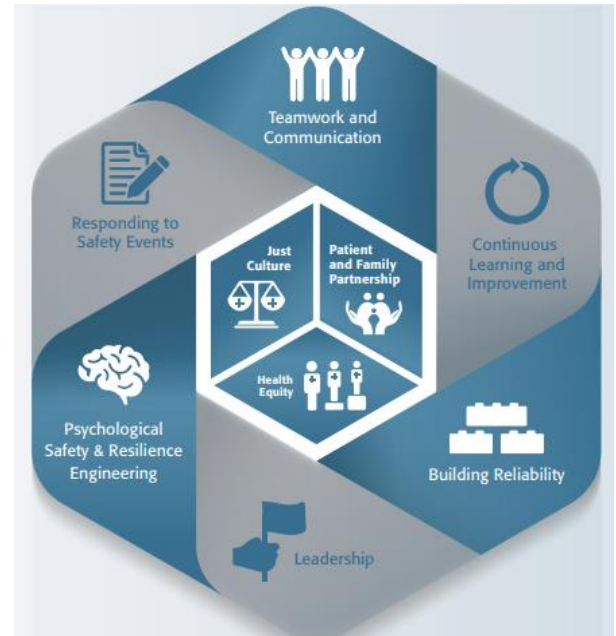 Teamwork and
Communication
Responding to
Safety Events
Continuous
Learning and
Improvement
Just
Culture
Patient
and Family
Partnership
Health
Equity
Psychological
Safety & Resilience
Engineering
Building Reliability
Leadership